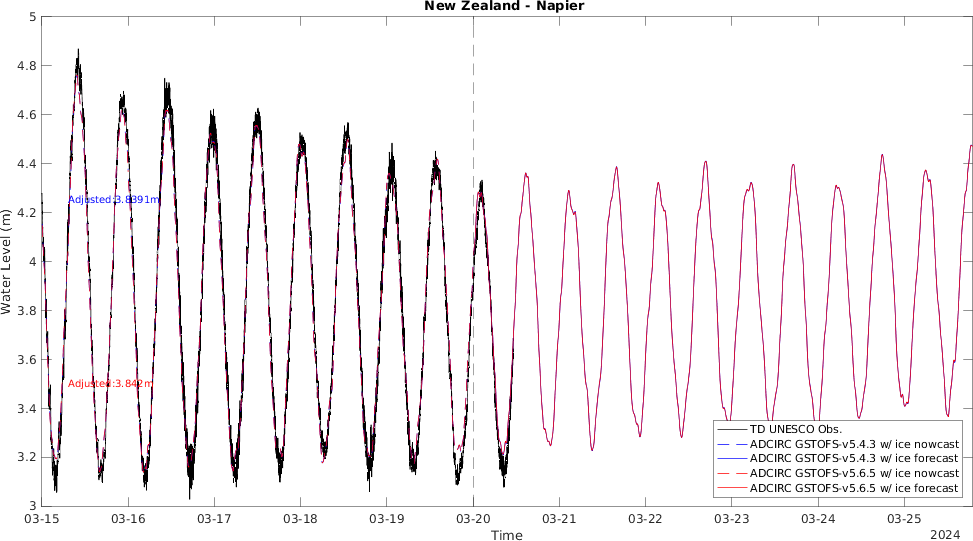 New Zealand - Napier
5
4.8
4.6
4.4
4.2
4
3.8
3.6
3.4
3.2
3
Water Level (m)
Adjusted:3.8391m
Adjusted:3.842m
TD UNESCO Obs.
ADCIRC GSTOFS-v5.4.3 w/ ice nowcast
ADCIRC GSTOFS-v5.4.3 w/ ice forecast
ADCIRC GSTOFS-v5.6.5 w/ ice nowcast
ADCIRC GSTOFS-v5.6.5 w/ ice forecast
03-15 03-16 03-17 03-18 03-19 03-20 03-21 03-22 03-23 03-24 03-25
Time
2024